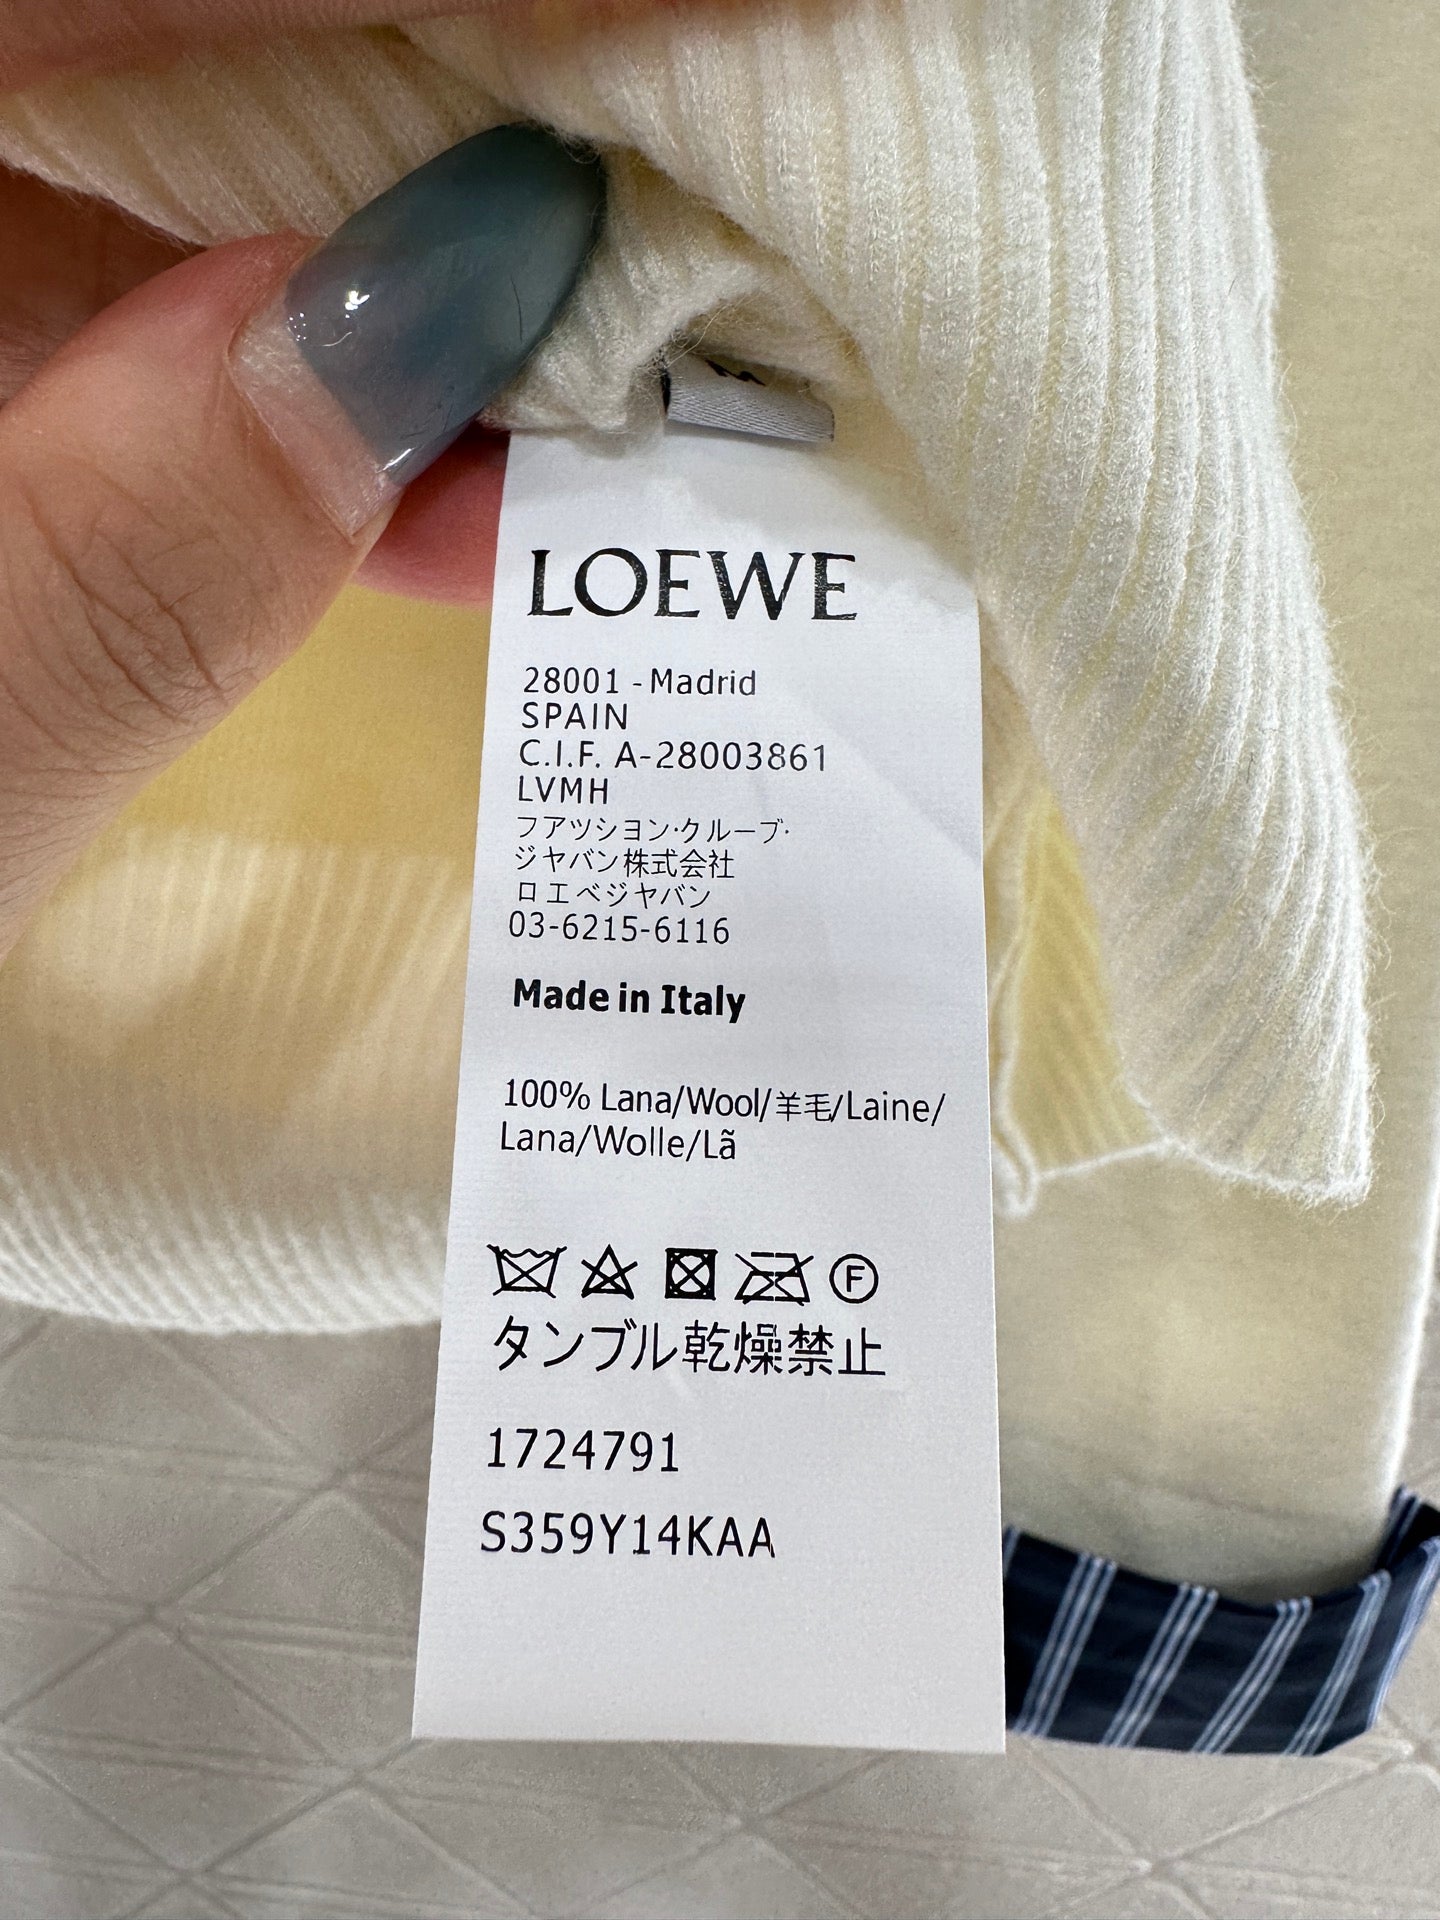 LOEWE
28001 - Madrid
SPAIN
C.I.F. A-28003861
LVMH
フアツシヨン·クルーブ·
ジヤバン株式会社
ロエベジヤバン
03-6215-6116
Made in Italy
100% Lana/Wool/羊毛/Laine/
Lana/Wolle/Lã
F
タンブル乾燥禁止
1724791
S359Y14KAA